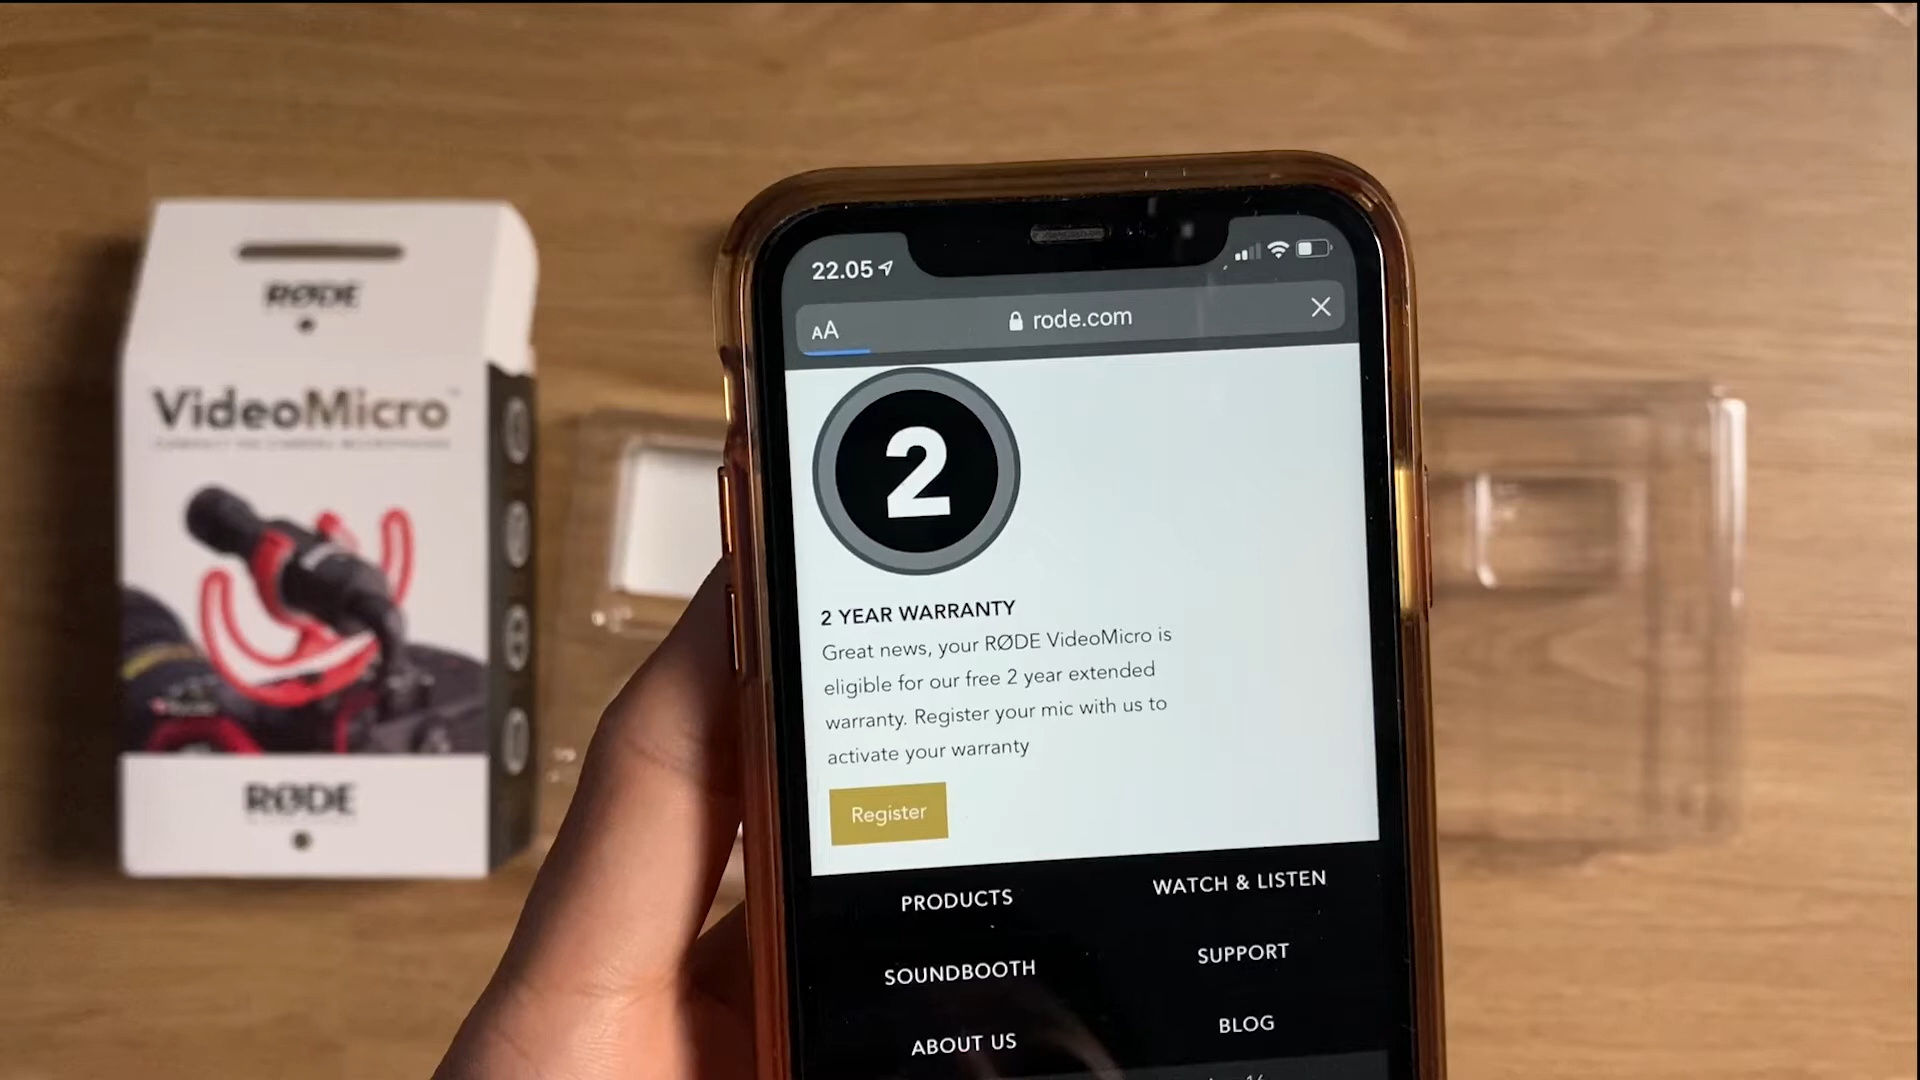 RØDE
VideoMicro
RØDE
22.05
AA
rode.com
2
2 YEAR WARRANTY
Great news, your RØDE VideoMicro is
eligible for our free 2 year extended
warranty. Register your mic with us to
activate your warranty
Register
PRODUCTS
WATCH & LISTEN
SOUNDBOOTH
SUPPORT
ABOUT US
BLOG